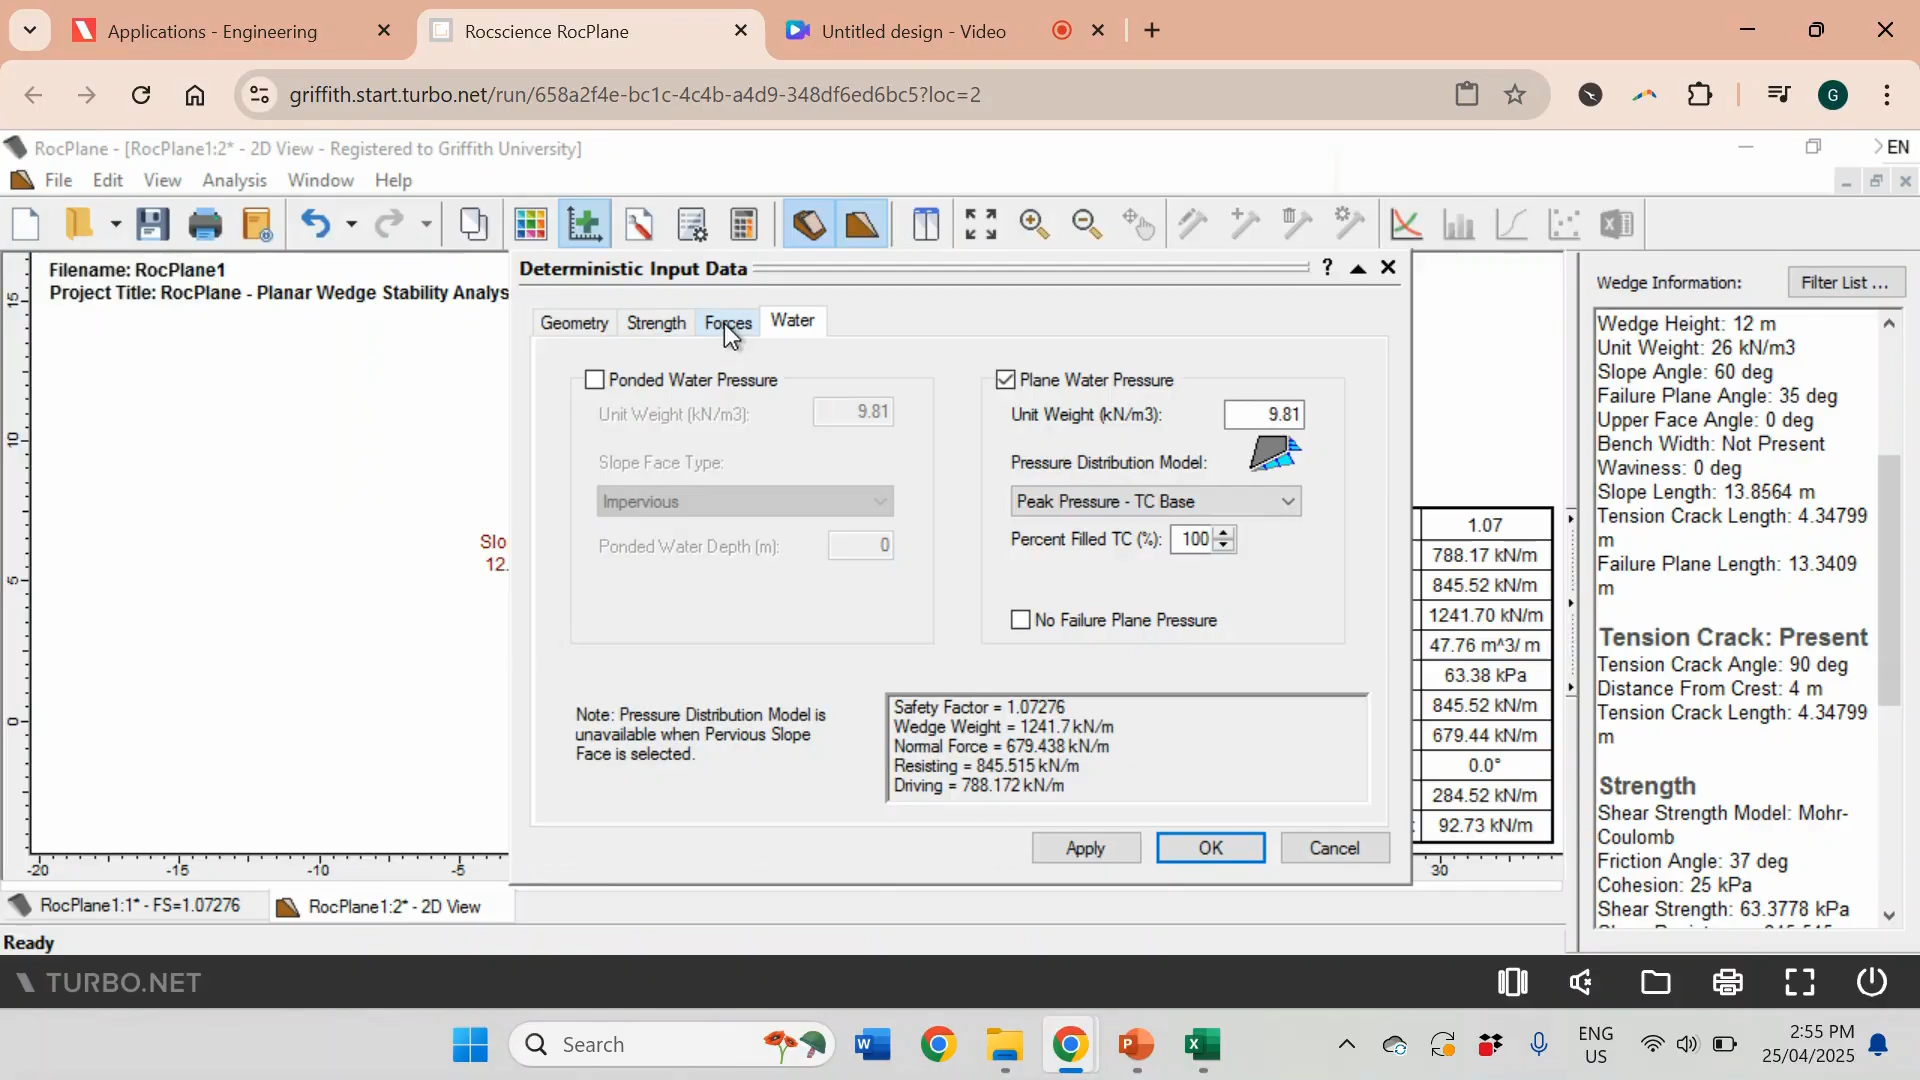 Applications - Engineering
Rocscience RocPlane
Untitled design - Video
griffith.start.turbo.net/run/658a2f4e-bc1c-4c4b-a4d9-348df6ed6bc5?loc=2
G
RocPlane - [RocPlane1:2* - 2D View - Registered to Griffith University]
EN
File Edit View Analysis Window Help
Filename: RocPlane1
Project Title: RocPlane - Planar Wedge Stability Analys
15
10
5
0
Slo
12.
-20 -15 -10 -5 30
Deterministic Input Data
?
Geometry Strength Forces Water
Ponded Water Pressure
Unit Weight (kN/m3): 9.81
Slope Face Type:
Impervious
Ponded Water Depth (m): 0
Plane Water Pressure
Unit Weight (kN/m3): 9.81
Pressure Distribution Model:
Peak Pressure - TC Base
Percent Filled TC (%): 100
No Failure Plane Pressure
Note: Pressure Distribution Model is
unavailable when Pervious Slope
Face is selected.
Safety Factor = 1.07276
Wedge Weight = 1241.7 kN/m
Normal Force = 679.438 kN/m
Resisting = 845.515 kN/m
Driving = 788.172 kN/m
Apply OK Cancel
1.07
788.17 kN/m
845.52 kN/m
1241.70 kN/m
47.76 m^3/ m
63.38 kPa
845.52 kN/m
679.44 kN/m
0.0°
284.52 kN/m
92.73 kN/m
Wedge Information:
Filter List ...
Wedge Height: 12 m
Unit Weight: 26 kN/m3
Slope Angle: 60 deg
Failure Plane Angle: 35 deg
Upper Face Angle: 0 deg
Bench Width: Not Present
Waviness: 0 deg
Slope Length: 13.8564 m
Tension Crack Length: 4.34799
m
Failure Plane Length: 13.3409
m
Tension Crack: Present
Tension Crack Angle: 90 deg
Distance From Crest: 4 m
Tension Crack Length: 4.34799
m
Strength
Shear Strength Model: Mohr-
Coulomb
Friction Angle: 37 deg
Cohesion: 25 kPa
Shear Strength: 63.3778 kPa
RocPlane1:1* - FS=1.07276
RocPlane1:2* - 2D View
Ready
TURBO.NET
Search
ENG
US
2:55 PM
25/04/2025